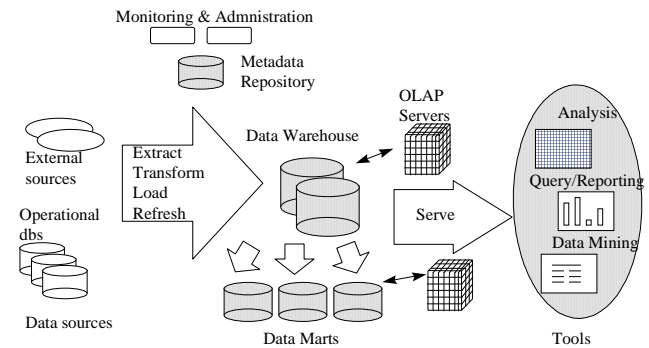 Monitoring & Admnistration
Metadata
Repository
OLAP
Servers
Analysis
Data Warehouse
External
sources
Extract
Transform
Load
Refresh
Query/Reporting
Operational
dbs
Serve
Data Mining
Data sources
Data Marts
Tools